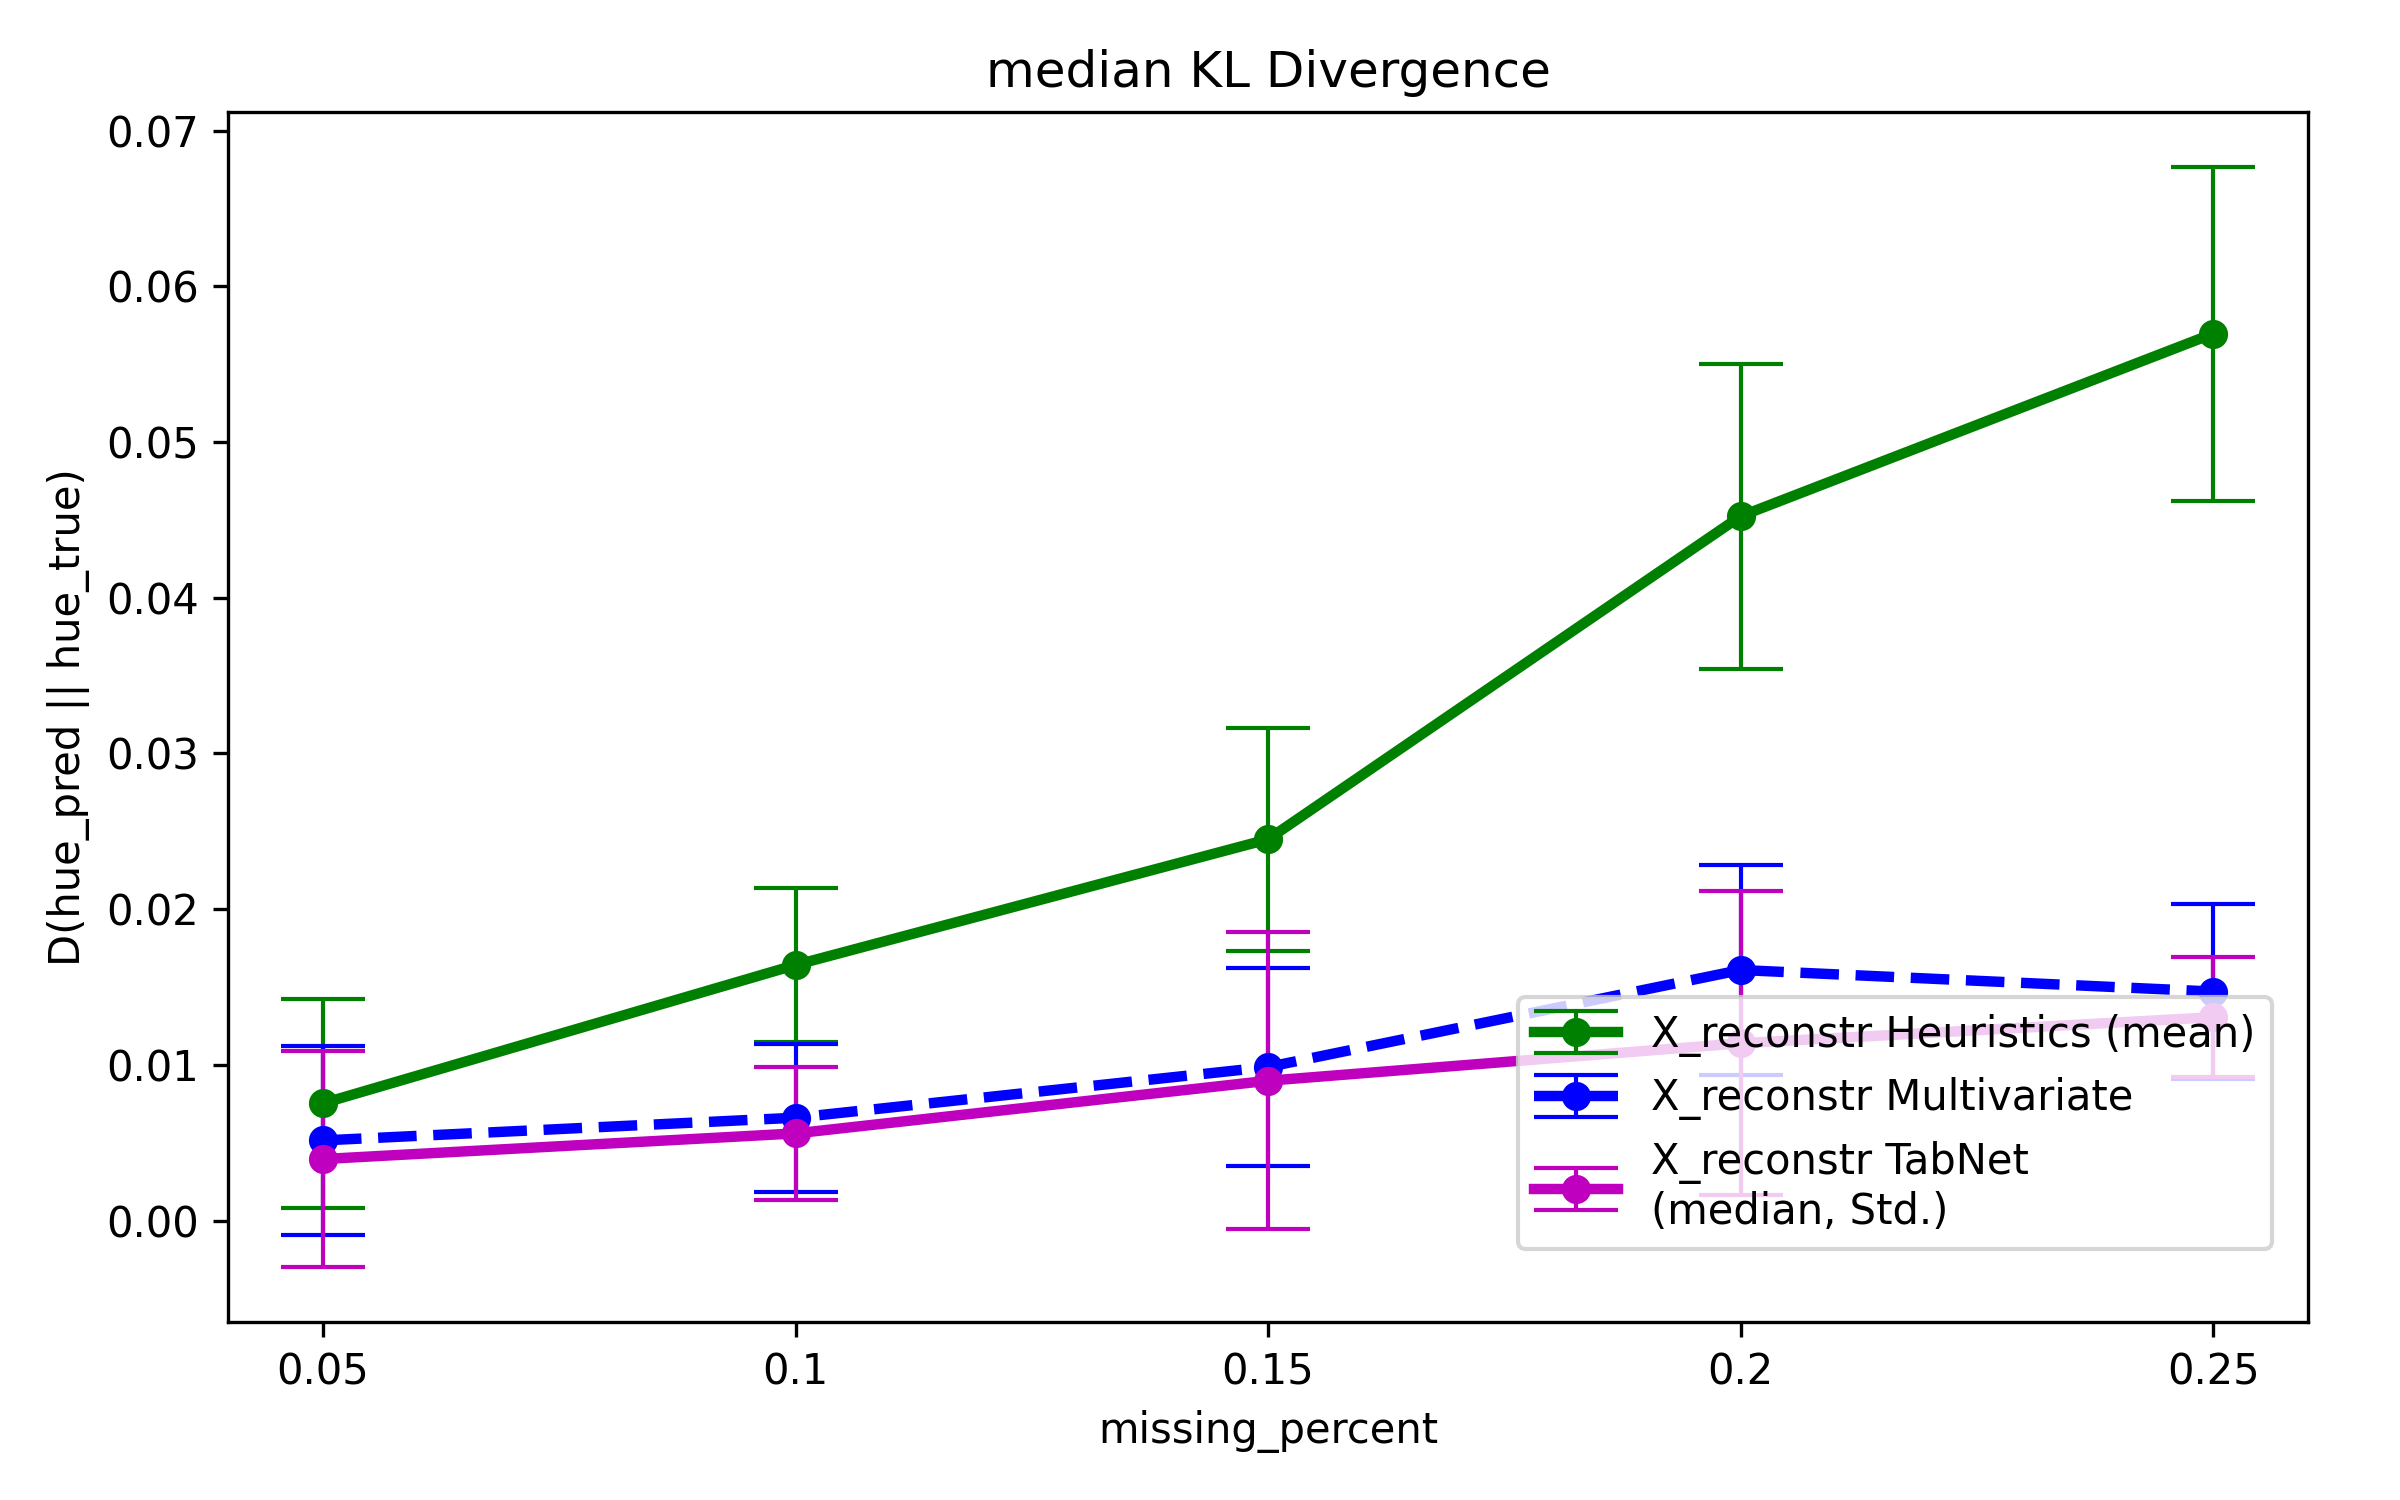 median KL Divergence
0.07
0.06
0.05
0.04
0.03
0.02
0.01
0.00
D(hue_pred || hue_true)
X_reconstr Heuristics (mean)
X_reconstr Multivariate
X_reconstr TabNet
(median, Std.)
0.05 0.1 0.15 0.2 0.25
missing_percent